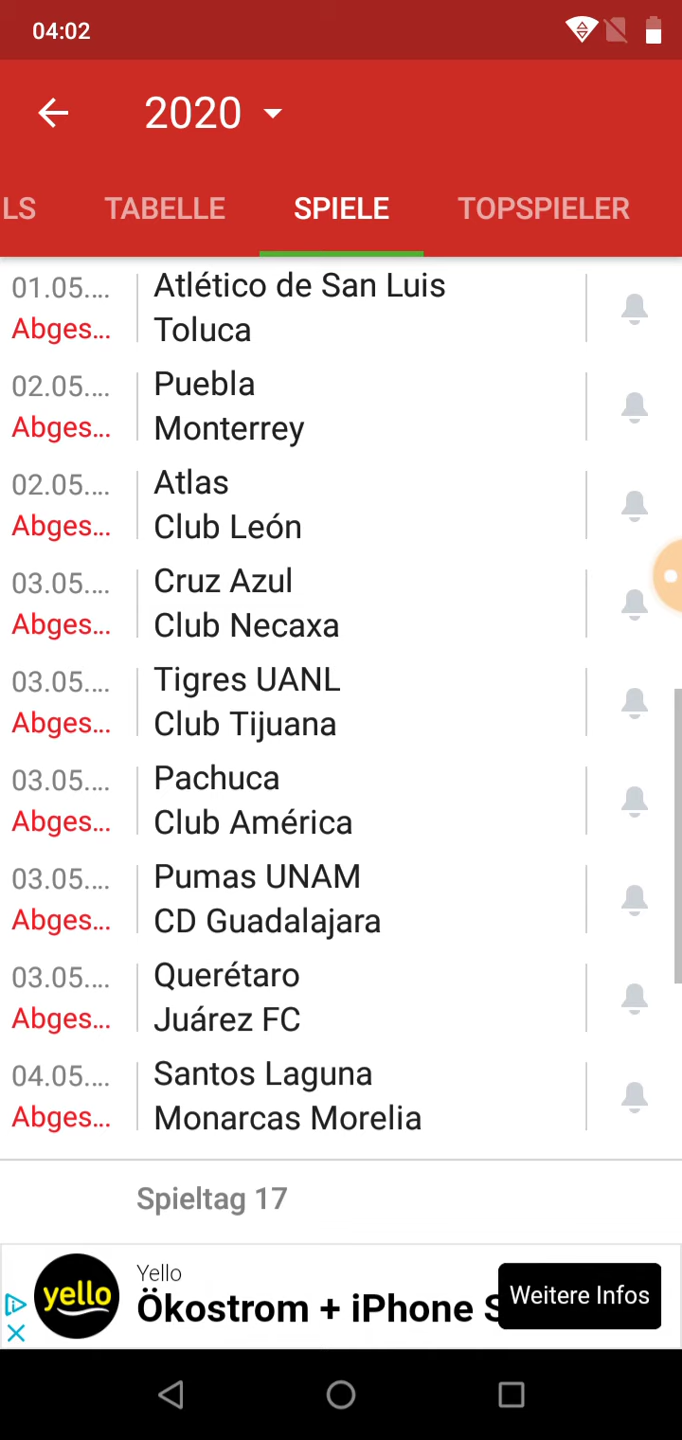 04:02
2020
LS TABELLE SPIELE TOPSPIELER
01.05.... Atlético de San Luis
Abges... Toluca
02.05.... Puebla
Abges... Monterrey
02.05.... Atlas
Abges... Club León
03.05.... Cruz Azul
Abges... Club Necaxa
03.05.... Tigres UANL
Abges... Club Tijuana
03.05.... Pachuca
Abges... Club América
03.05.... Pumas UNAM
Abges... CD Guadalajara
03.05.... Querétaro
Abges... Juárez FC
04.05.... Santos Laguna
Abges... Monarcas Morelia
Spieltag 17
yello
Yello
Ökostrom + iPhone S
Weitere Infos